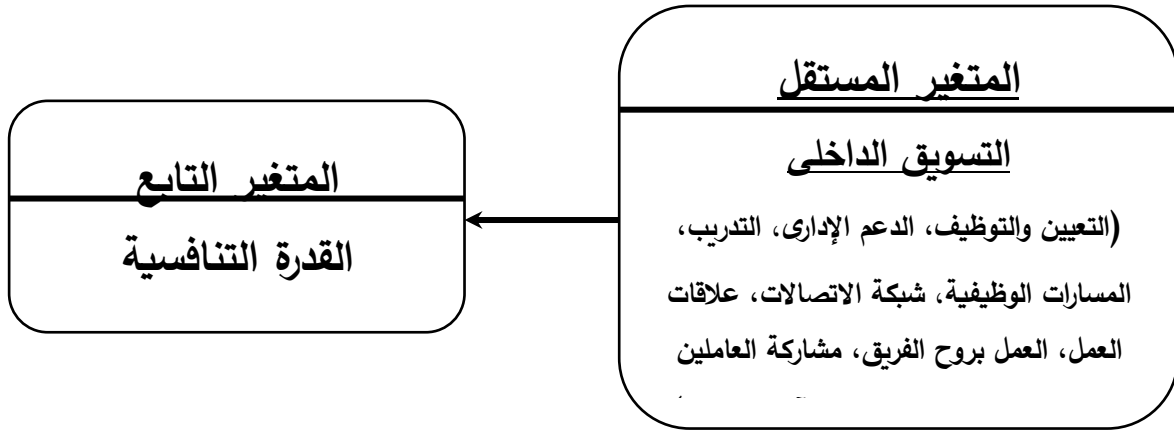 المتغير المستقل
التسويق الداخلى
(التعيين والتوظيف، الدعم الإدارى، التدريب،
المسارات الوظيفية، شبكة الاتصالات، علاقات
العمل، العمل بروح الفريق، مشاركة العاملين
المتغير التابع
القدرة التنافسية